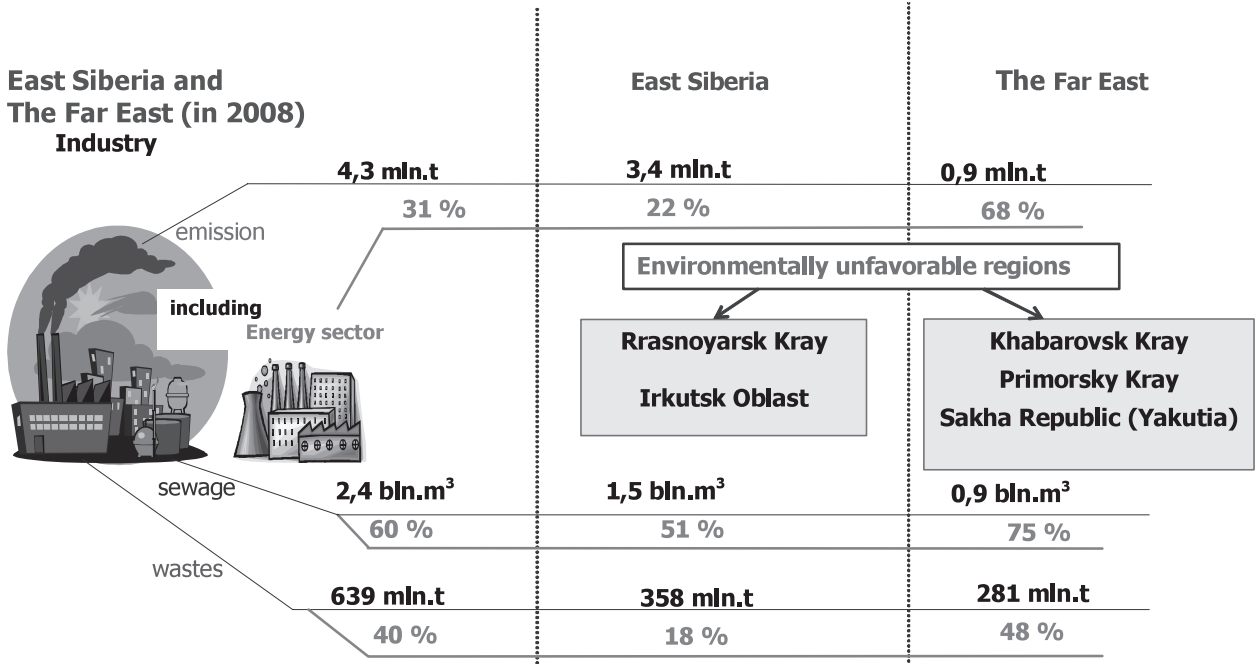 East Siberia and
The Far East (in 2008)
Industry
East Siberia
The Far East
4,3 mln.t
3,4 mln.t
0,9 mln.t
31 %
22 %
68 %
emission
Environmentally unfavorable regions
including
Energy sector
Rrasnoyarsk Kray
Irkutsk Oblast
Khabarovsk Kray
Primorsky Kray
Sakha Republic (Yakutia)
sewage
2,4 bln.m³
1,5 bln.m³
0,9 bln.m³
60 %
51 %
75 %
wastes
639 mln.t
358 mln.t
281 mln.t
40 %
18 %
48 %